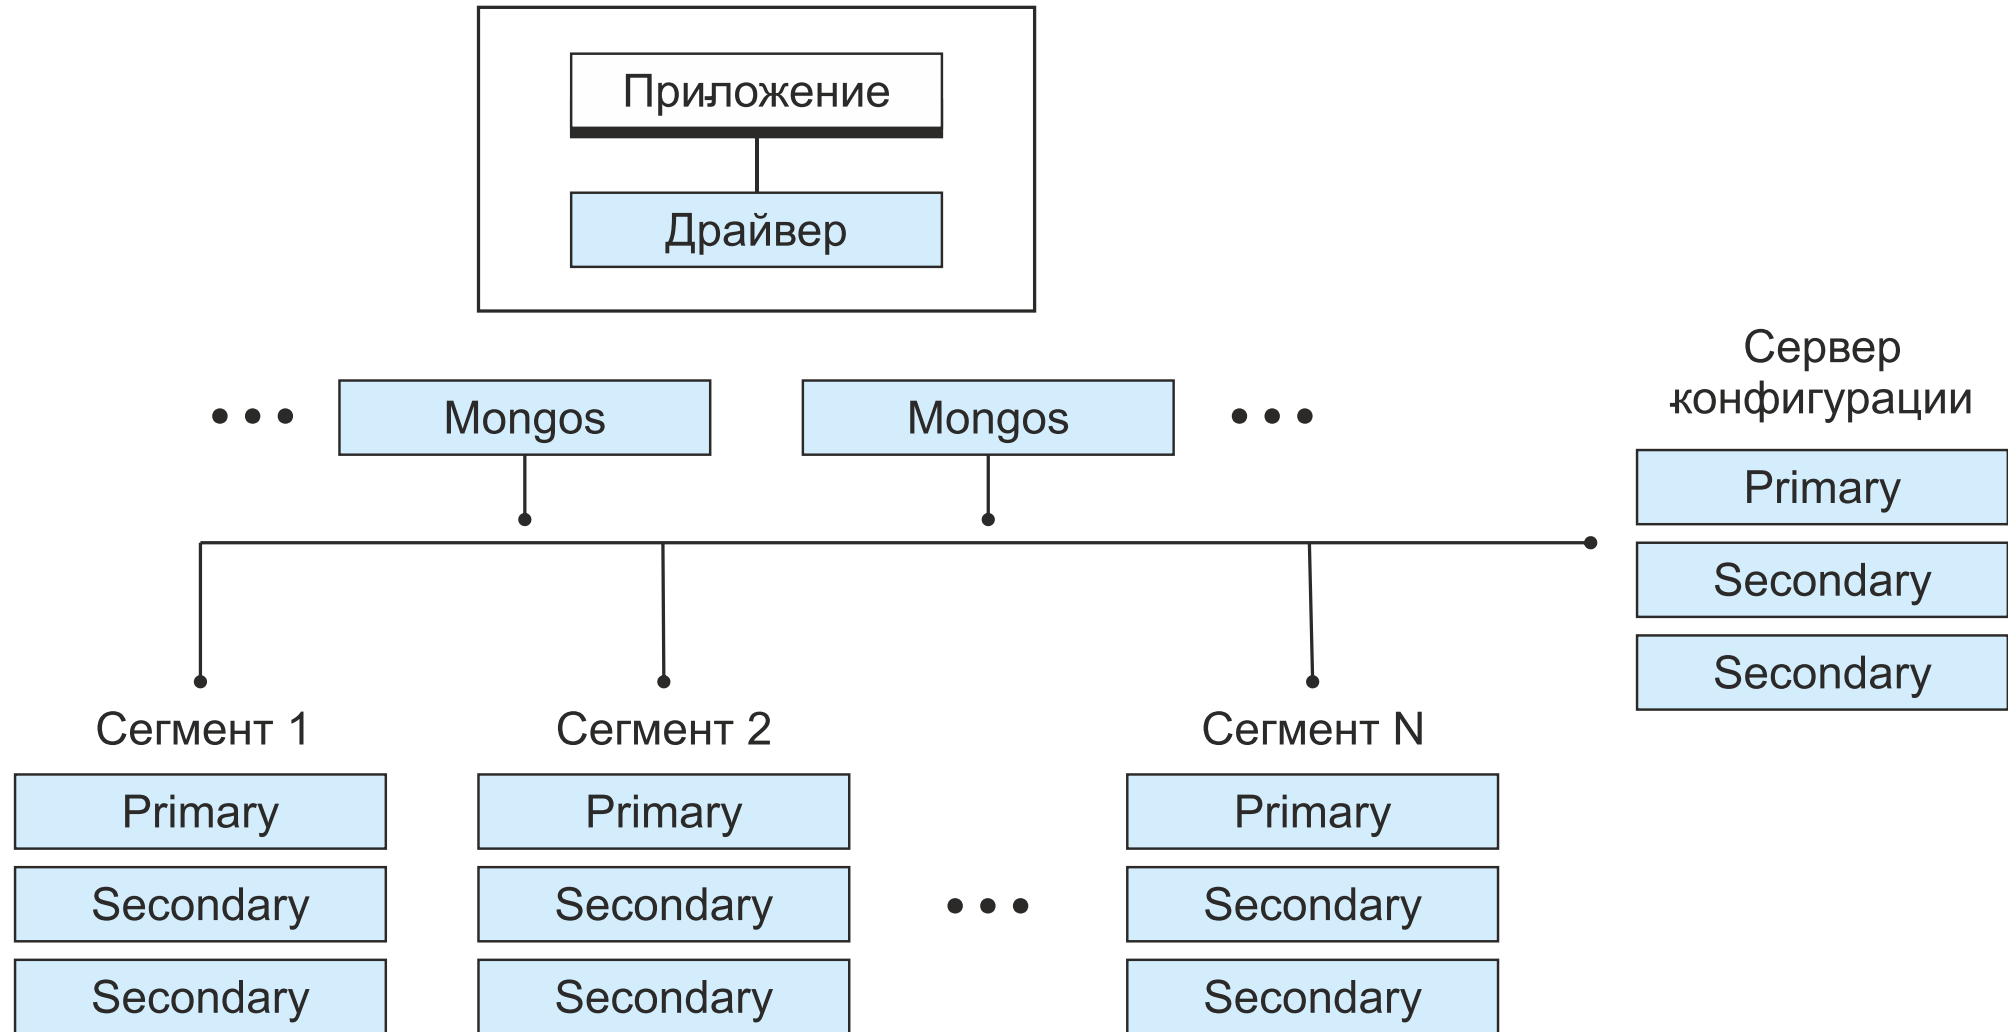 Приложение
Драйвер
Mongos
Mongos
Сервер
конфигурации
Primary
Secondary
Secondary
Сегмент 1
Primary
Secondary
Secondary
Сегмент 2
Primary
Secondary
Secondary
Сегмент N
Primary
Secondary
Secondary